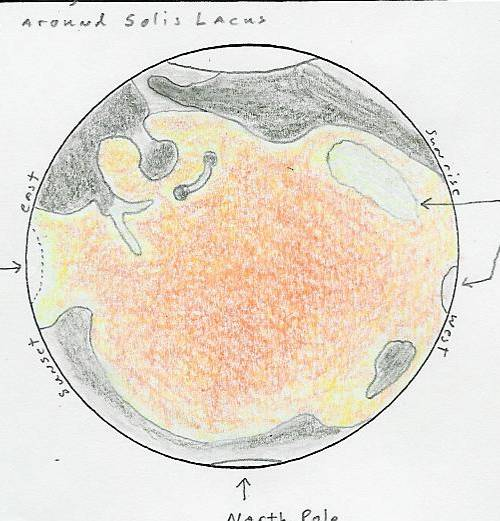 around Solis Lacus
sunrise
east
west
sunset
North Pole